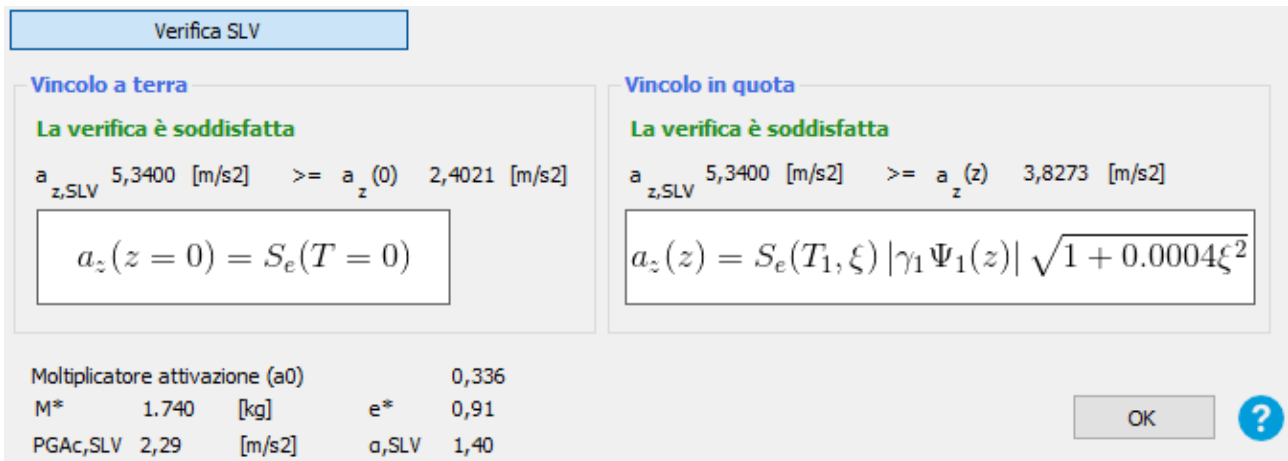 Verifica SLV
Vincolo a terra
La verifica è soddisfatta
a z,SLV 5,3400 [m/s2] >= a z (0) 2,4021 [m/s2]
a_z(z = 0) = S_e(T = 0)
Vincolo in quota
La verifica è soddisfatta
a z,SLV 5,3400 [m/s2] >= a z (z) 3,8273 [m/s2]
a_z(z) = S_e(T_1, ξ) |γ_1 Ψ_1(z)| √(1 + 0.0004ξ²)
Moltiplicatore attivazione (a0) 0,336
M* 1.740 [kg] e* 0,91
PGAc,SLV 2,29 [m/s2] α,SLV 1,40
OK
?